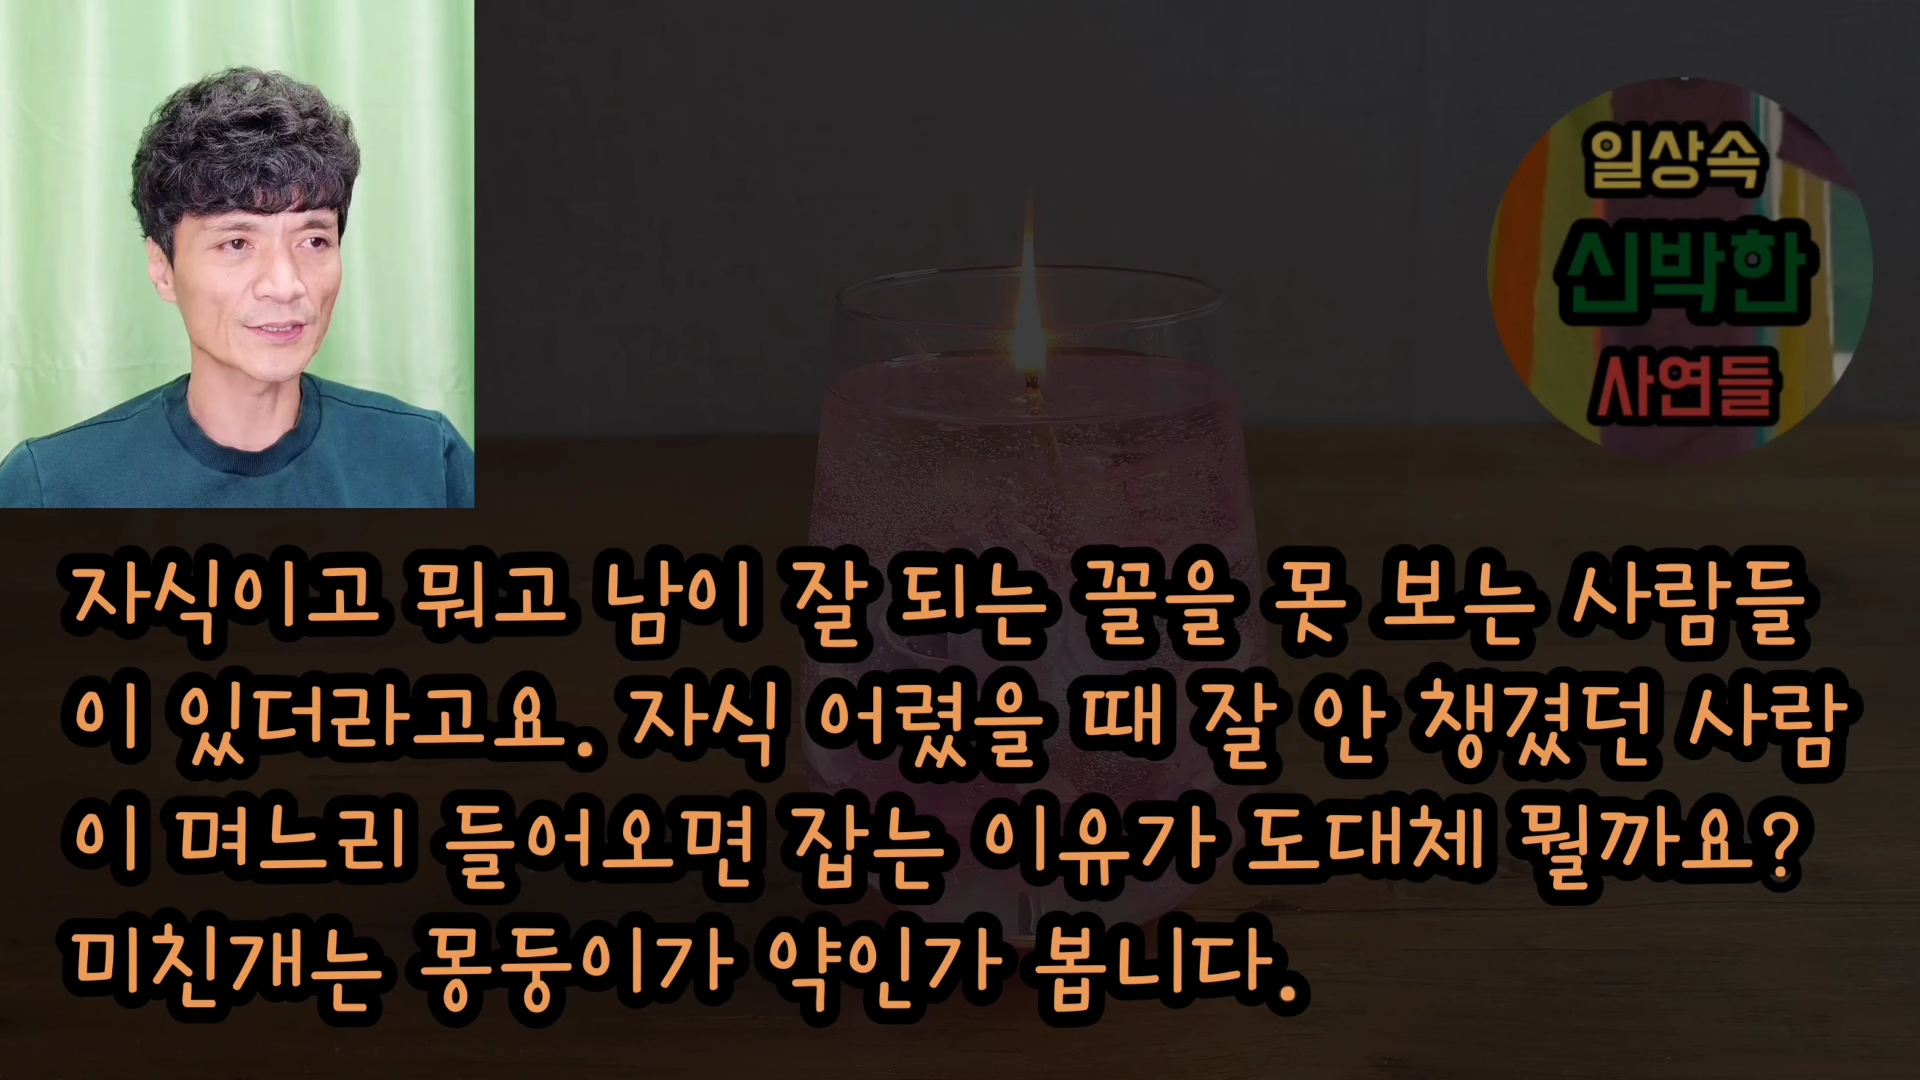 일상속
신박한
사연들
자식이고 뭐고 남이 잘 되는 꼴을 못 보는 사람들
이 있더라고요. 자식 어렸을 때 잘 안 챙겼던 사람
이 며느리 들어오면 잡는 이유가 도대체 뭘까요?
미친개는 몽둥이가 약인가 봅니다.